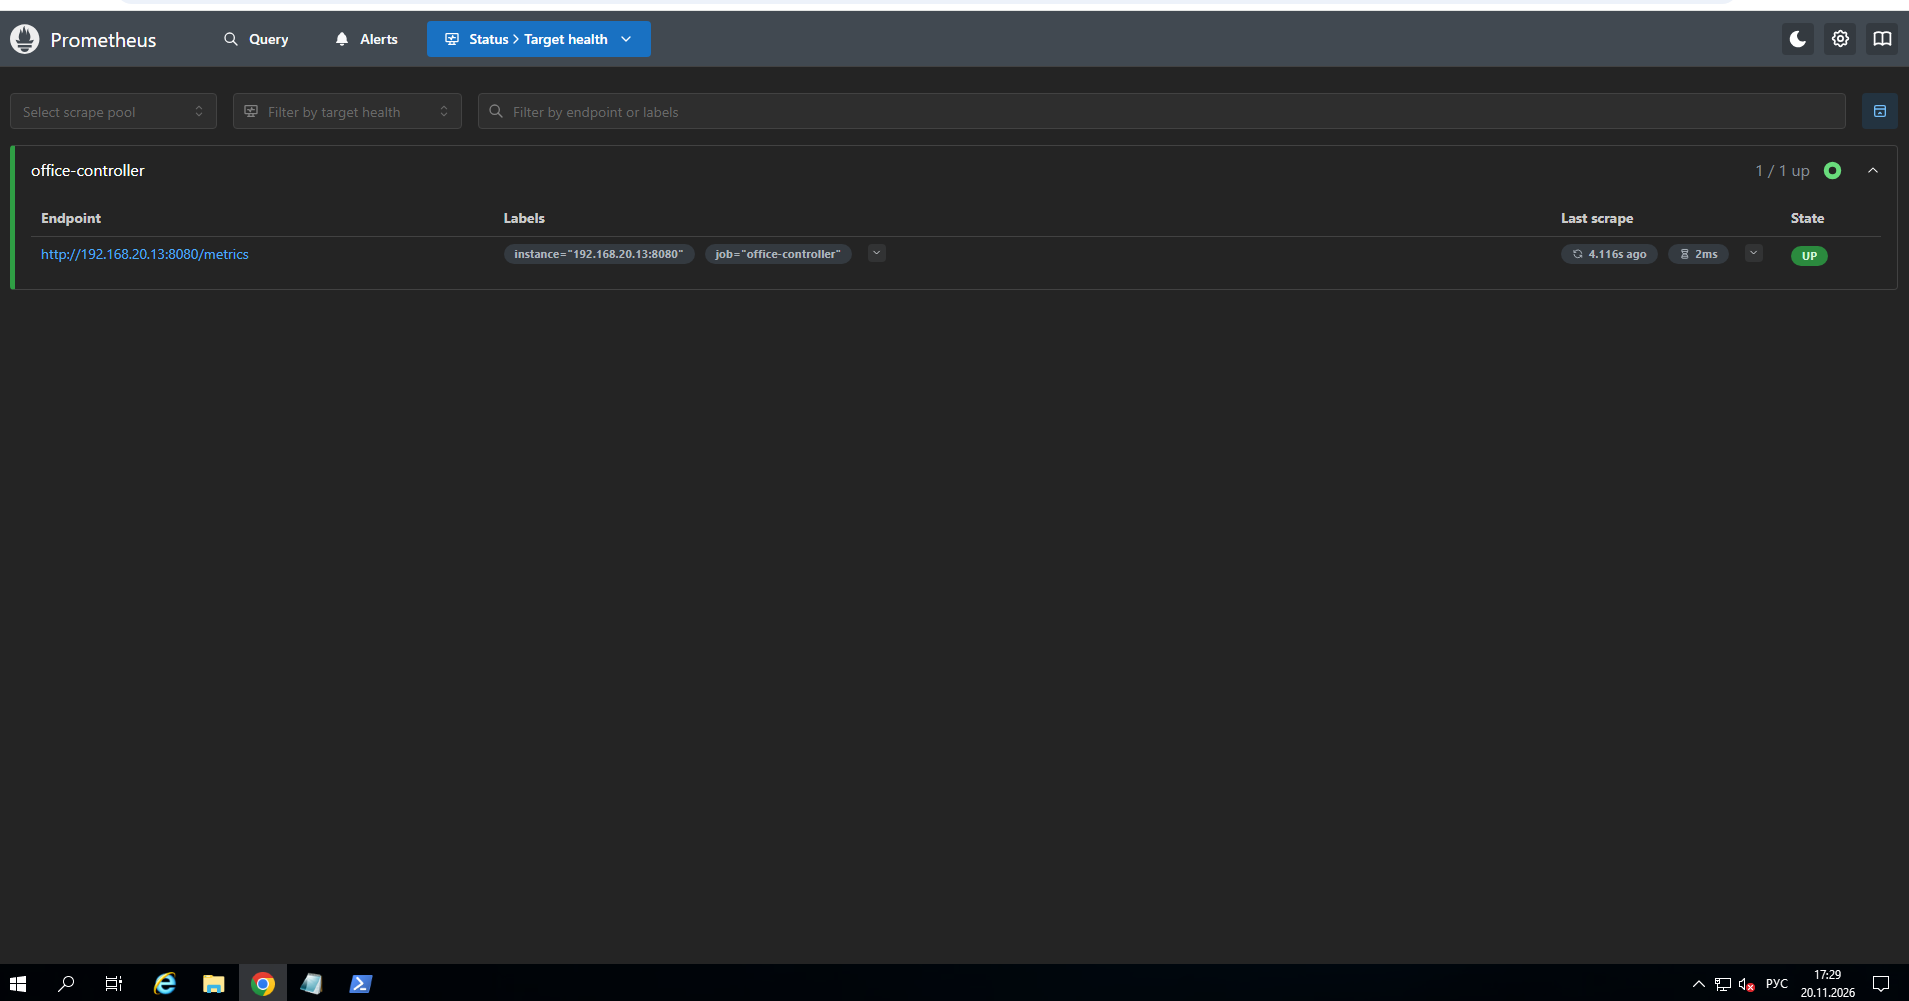 Prometheus
Query
Alerts
Status > Target health
Select scrape pool
Filter by target health
Filter by endpoint or labels
office-controller
1 / 1 up
Endpoint
Labels
Last scrape
State
http://192.168.20.13:8080/metrics
instance="192.168.20.13:8080"
job="office-controller"
4.116s ago
2ms
UP
РУС
17:29
20.11.2026